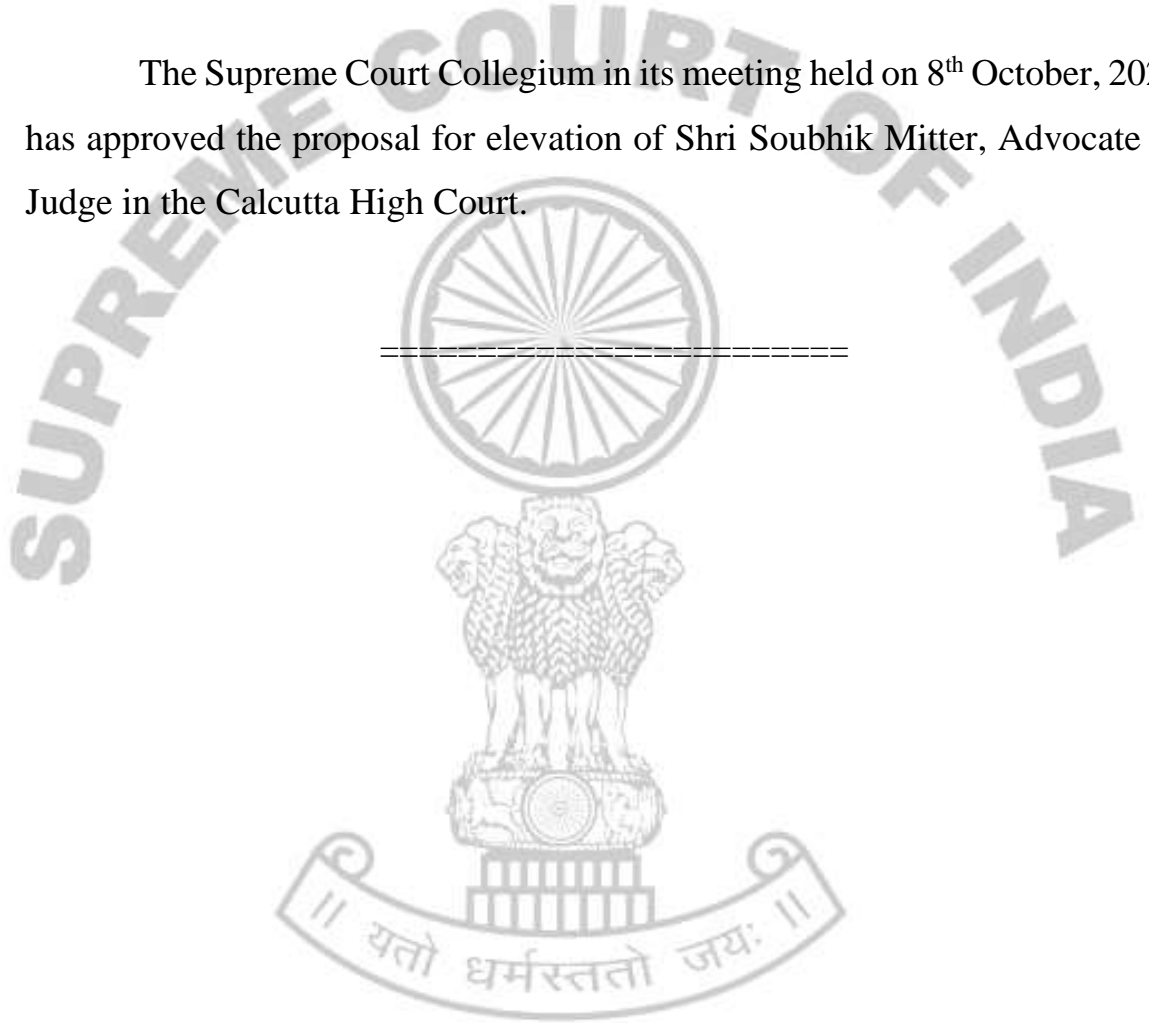 SUPREME COURT OF INDIA
The Supreme Court Collegium in its meeting held on 8th October, 202
has approved the proposal for elevation of Shri Soubhik Mitter, Advocate
Judge in the Calcutta High Court.
========================
॥ यतो धर्मस्ततो जयः ॥